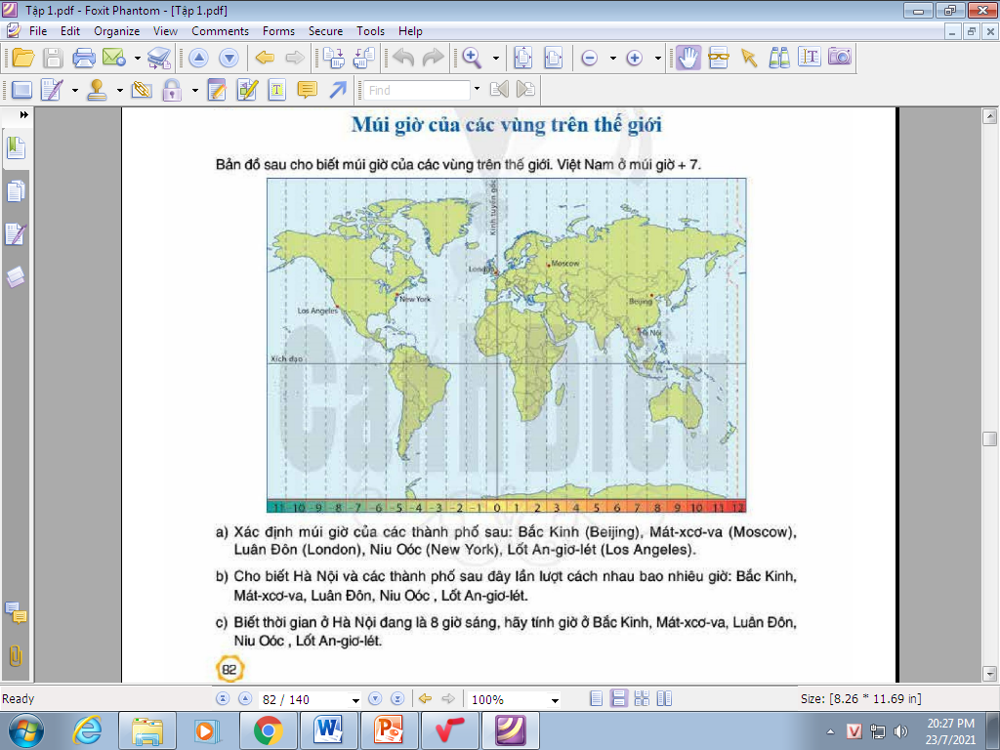 Tập 1.pdf - Foxit Phantom - [Tập 1.pdf]
File Edit Organize View Comments Forms Secure Tools Help
Find
Múi giờ của các vùng trên thế giới
Bản đồ sau cho biết múi giờ của các vùng trên thế giới. Việt Nam ở múi giờ + 7.
Kinh tuyến gốc
London
Moscow
New York
Beijing
Los Angeles
Hà Nội
Xích đạo
Cánh Diều
-11 -10 -9 -8 -7 -6 -5 -4 -3 -2 -1 0 1 2 3 4 5 6 7 8 9 10 11 12
a) Xác định múi giờ của các thành phố sau: Bắc Kinh (Beijing), Mát-xcơ-va (Moscow),
Luân Đôn (London), Niu Oóc (New York), Lốt An-giơ-lét (Los Angeles).
b) Cho biết Hà Nội và các thành phố sau đây lần lượt cách nhau bao nhiêu giờ: Bắc Kinh,
Mát-xcơ-va, Luân Đôn, Niu Oóc , Lốt An-giơ-lét.
c) Biết thời gian ở Hà Nội đang là 8 giờ sáng, hãy tính giờ ở Bắc Kinh, Mát-xcơ-va, Luân Đôn,
Niu Oóc , Lốt An-giơ-lét.
82
Ready
82 / 140
100%
Size: [8.26 * 11.69 in]
20:27 PM
23/7/2021